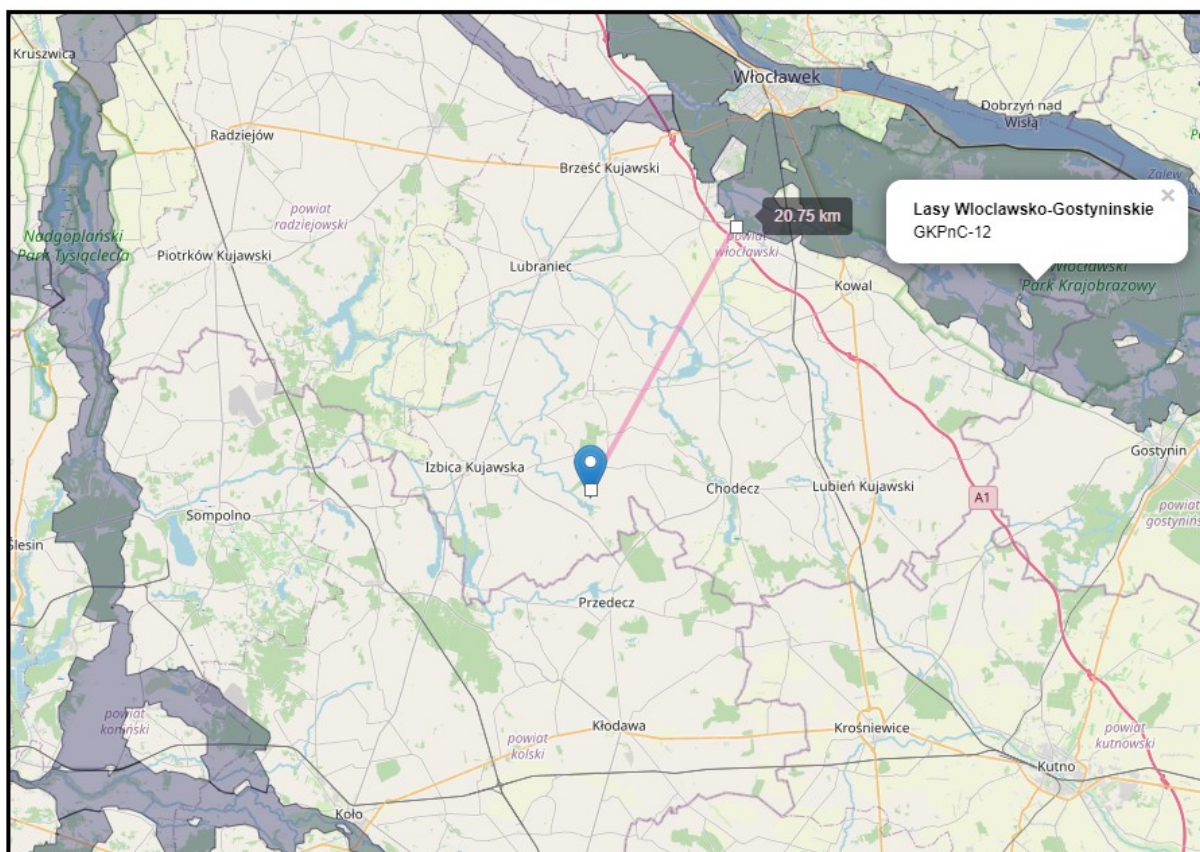 Kruszwica
Włocławek
Dobrzyń nad
Wisłą
Radziejów
Brześć Kujawski
Zalew
powiat
radziejowski
20.75 km
Lasy Wloclawsko-Gostyninskie
GKPnC-12
×
powiat
włocławski
Nadgoplański
Park Tysiąclecia
Piotrków Kujawski
Lubraniec
Kowal
Włocławski
Park Krajobrazowy
Gostynin
Izbica Kujawska
Chodecz
Lubień Kujawski
A1
powiat
Sompolno
Ślesin
Przedecz
powiat
koniński
Kłodawa
Krośniewice
powiat
kolski
powiat
kutnowski
Kutno
Koło